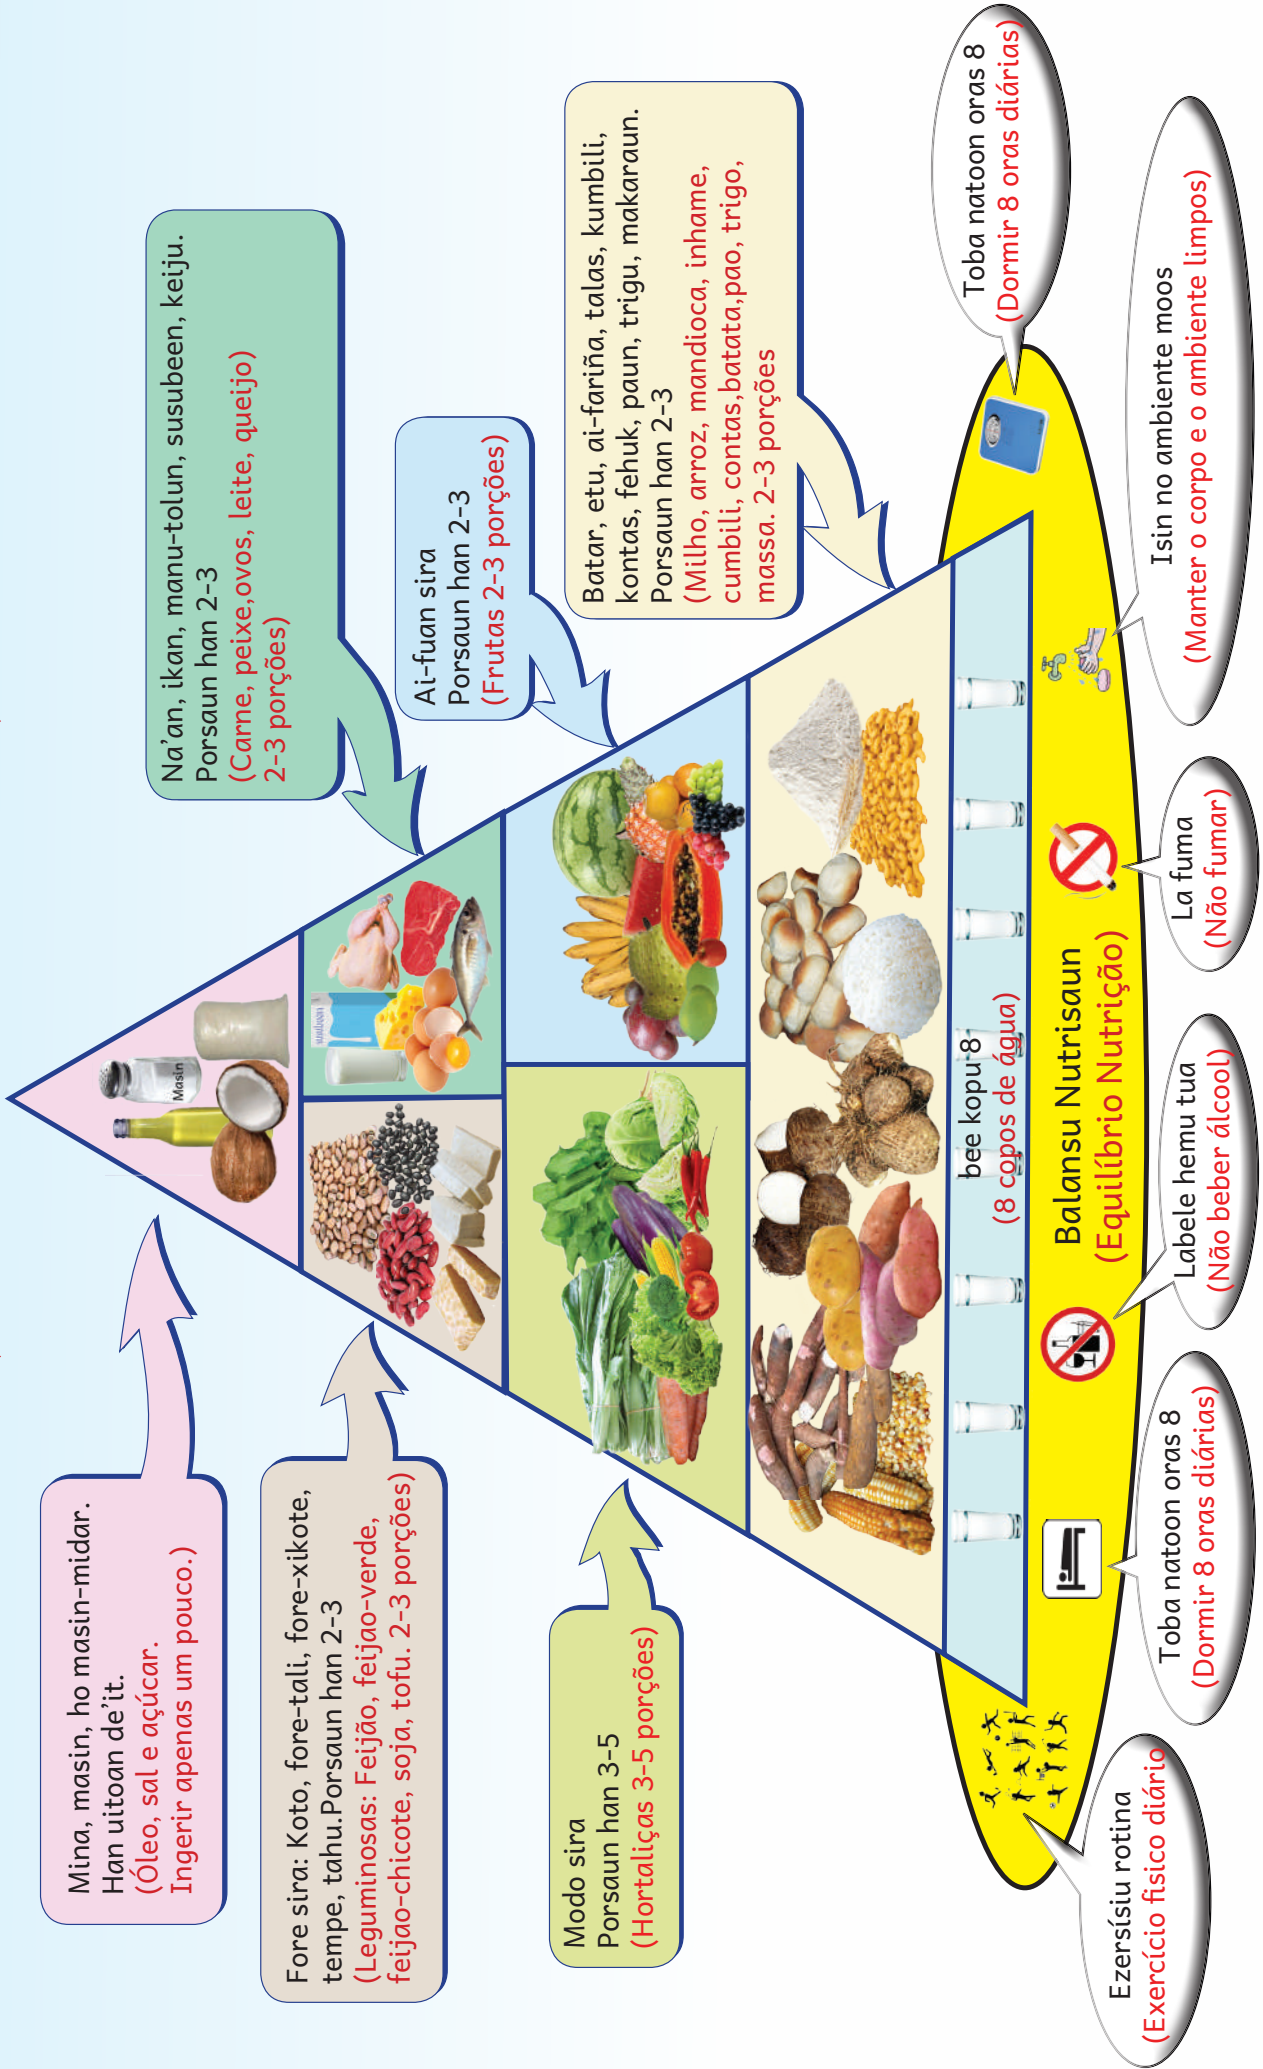 Mina, masin, ho masin-midar.
Han uitoan de'it.
(Óleo, sal e açúcar.
Ingerir apenas um pouco.)
Na'an, ikan, manu-tolun, susubeen, keiju.
Porsaun han 2-3
(Carne, peixe,ovos, leite, queijo)
2-3 porções)
Fore sira: Koto, fore-tali, fore-xikote,
tempe, tahu.Porsaun han 2-3
(Leguminosas: Feijão, feijao-verde,
feijao-chicote, soja, tofu. 2-3 porções)
Ai-fuan sira
Porsaun han 2-3
(Frutas 2-3 porções)
Modo sira
Porsaun han 3-5
(Hortaliças 3-5 porções)
Batar, etu, ai-fariña, talas, kumbili,
kontas, fehuk, paun, trigu, makaraun.
Porsaun han 2-3
(Milho, arroz, mandioca, inhame,
cumbili, contas,batata,pao, trigo,
massa. 2-3 porções
Masin
bee kopu 8
(8 copos de água)
Balansu Nutrisaun
(Equilíbrio Nutrição)
Ezersísiu rotina
(Exercício fisico diário
Toba natoon oras 8
(Dormir 8 oras diárias)
Labele hemu tua
(Não beber álcool)
La fuma
(Não fumar)
Isin no ambiente moos
(Manter o corpo e o ambiente limpos)
Toba natoon oras 8
(Dormir 8 oras diárias)